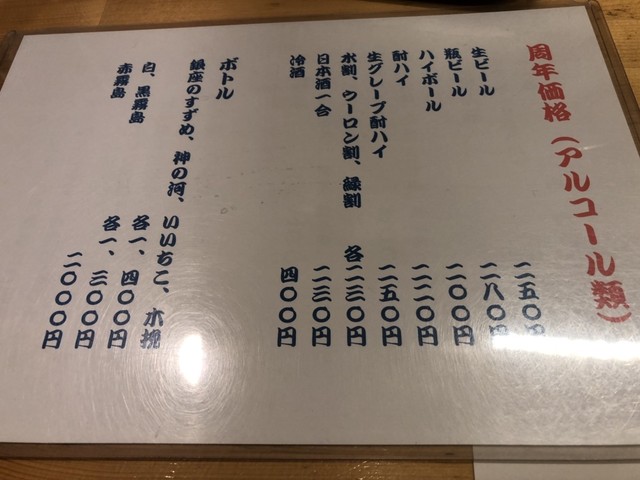 周年価格（アルコール類）
生ビール 二五〇円
瓶ビール 二八〇円
ハイボール 二〇〇円
酎ハイ 二二〇円
生グレープ酎ハイ 二五〇円
水割、ウーロン割、緑割 各二三〇円
日本酒一合 二三〇円
冷酒 四〇〇円
ボトル
銀座のすずめ、神の河、いいちこ、木挽
各一、四〇〇円
白、黒霧島 各一、三〇〇円
赤霧島 二〇〇〇円